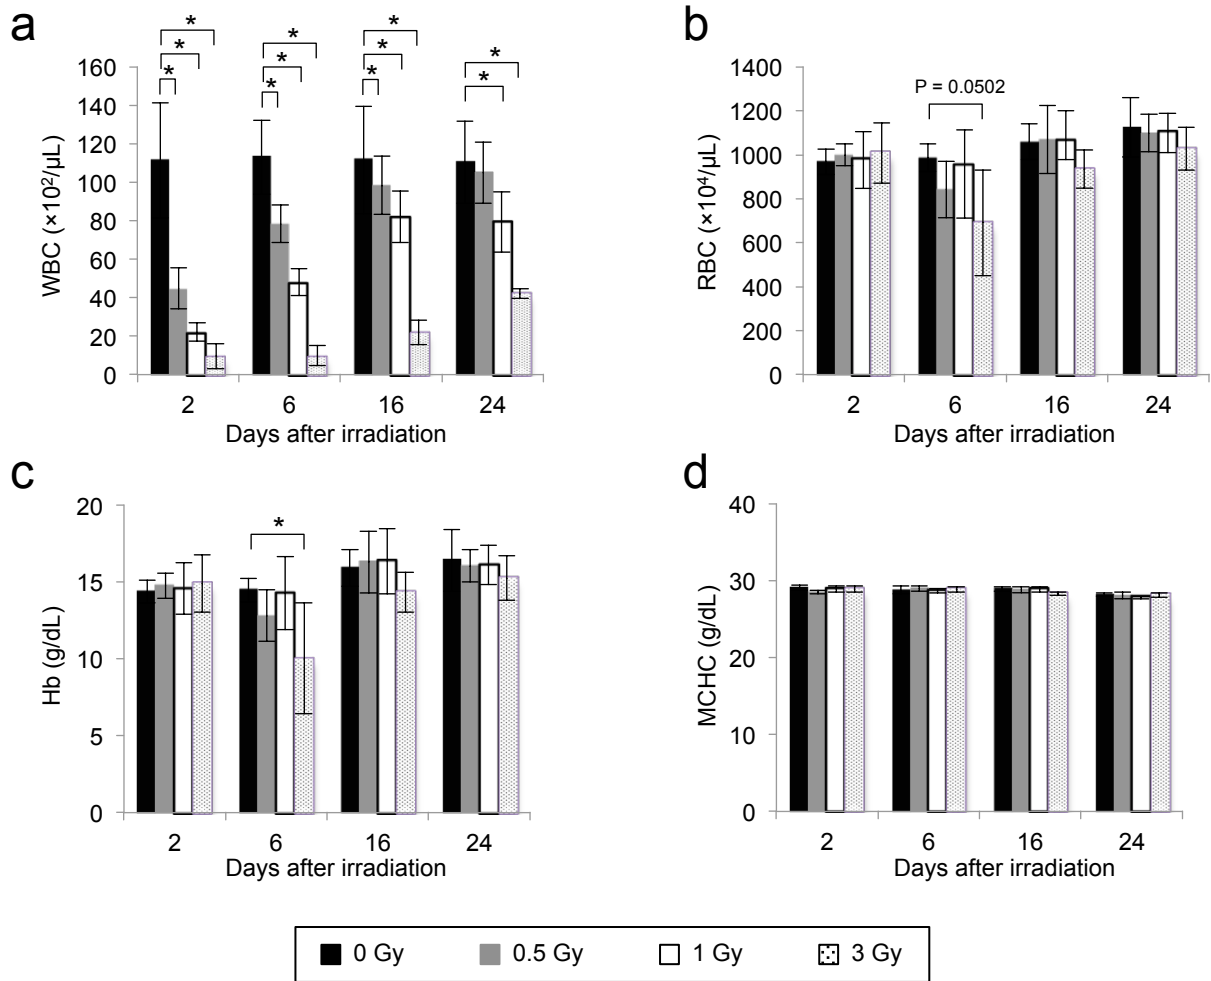 a
* * *
* * *
* * *
* *
160
140
120
100
80
60
40
20
0
WBC (×10²/µL)
2 6 16 24
Days after irradiation
b
1400
1200
1000
800
600
400
200
0
RBC (×10⁴/µL)
P = 0.0502
2 6 16 24
Days after irradiation
c
20
15
10
5
0
Hb (g/dL)
*
2 6 16 24
Days after irradiation
d
40
30
20
10
0
MCHC (g/dL)
2 6 16 24
Days after irradiation
0 Gy 0.5 Gy 1 Gy 3 Gy